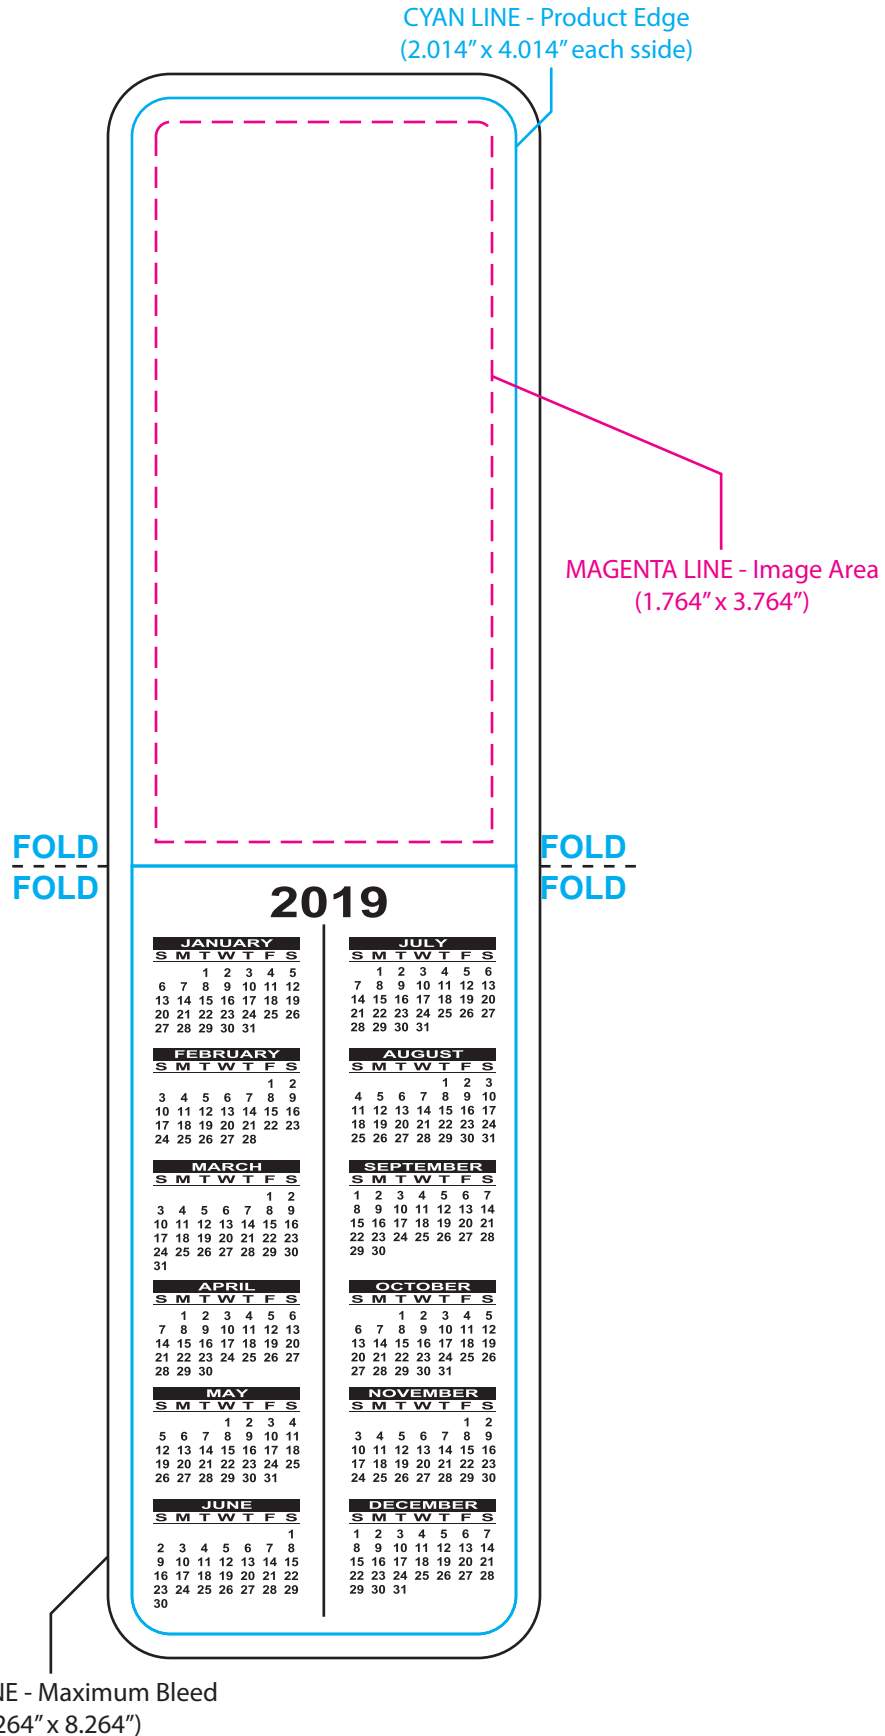 CYAN LINE - Product Edge
(2.014” x 4.014” each sside)
MAGENTA LINE - Image Area
(1.764” x 3.764”)
FOLD
FOLD
FOLD
FOLD
2019
JANUARY
S M T W T F S
1 2 3 4 5
6 7 8 9 10 11 12
13 14 15 16 17 18 19
20 21 22 23 24 25 26
27 28 29 30 31
FEBRUARY
S M T W T F S
1 2
3 4 5 6 7 8 9
10 11 12 13 14 15 16
17 18 19 20 21 22 23
24 25 26 27 28
MARCH
S M T W T F S
1 2
3 4 5 6 7 8 9
10 11 12 13 14 15 16
17 18 19 20 21 22 23
24 25 26 27 28 29 30
31
APRIL
S M T W T F S
1 2 3 4 5 6
7 8 9 10 11 12 13
14 15 16 17 18 19 20
21 22 23 24 25 26 27
28 29 30
MAY
S M T W T F S
1 2 3 4
5 6 7 8 9 10 11
12 13 14 15 16 17 18
19 20 21 22 23 24 25
26 27 28 29 30 31
JUNE
S M T W T F S
1
2 3 4 5 6 7 8
9 10 11 12 13 14 15
16 17 18 19 20 21 22
23 24 25 26 27 28 29
30
JULY
S M T W T F S
1 2 3 4 5 6
7 8 9 10 11 12 13
14 15 16 17 18 19 20
21 22 23 24 25 26 27
28 29 30 31
AUGUST
S M T W T F S
1 2 3
4 5 6 7 8 9 10
11 12 13 14 15 16 17
18 19 20 21 22 23 24
25 26 27 28 29 30 31
SEPTEMBER
S M T W T F S
1 2 3 4 5 6 7
8 9 10 11 12 13 14
15 16 17 18 19 20 21
22 23 24 25 26 27 28
29 30
OCTOBER
S M T W T F S
1 2 3 4 5
6 7 8 9 10 11 12
13 14 15 16 17 18 19
20 21 22 23 24 25 26
27 28 29 30 31
NOVEMBER
S M T W T F S
1 2
3 4 5 6 7 8 9
10 11 12 13 14 15 16
17 18 19 20 21 22 23
24 25 26 27 28 29 30
DECEMBER
S M T W T F S
1 2 3 4 5 6 7
8 9 10 11 12 13 14
15 16 17 18 19 20 21
22 23 24 25 26 27 28
29 30 31
- Maximum Bleed
x 8.264”)